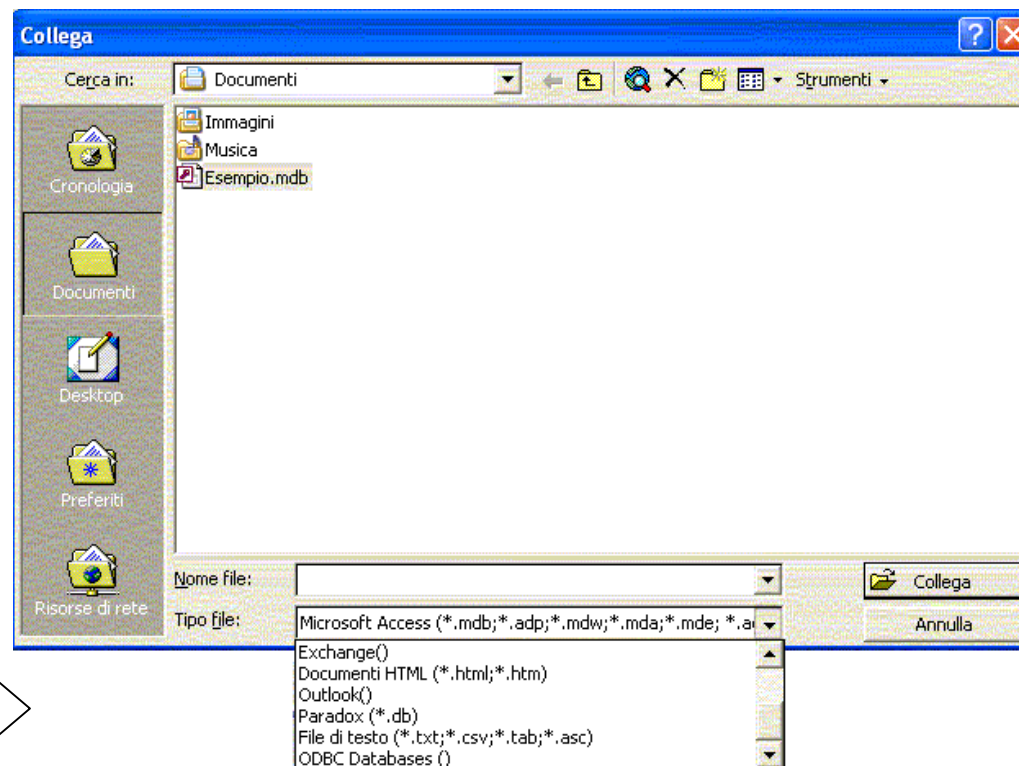 Collega
Cerca in:
Documenti
Strumenti
Immagini
Musica
Esempio.mdb
Cronologia
Documenti
Desktop
Preferiti
Risorse di rete
Nome file:
Collega
Tipo file:
Microsoft Access (*.mdb;*.adp;*.mdw;*.mda;*.mde; *.a
Annulla
Exchange()
Documenti HTML (*.html;*.htm)
Outlook()
Paradox (*.db)
File di testo (*.txt;*.csv;*.tab;*.asc)
ODBC Databases ()